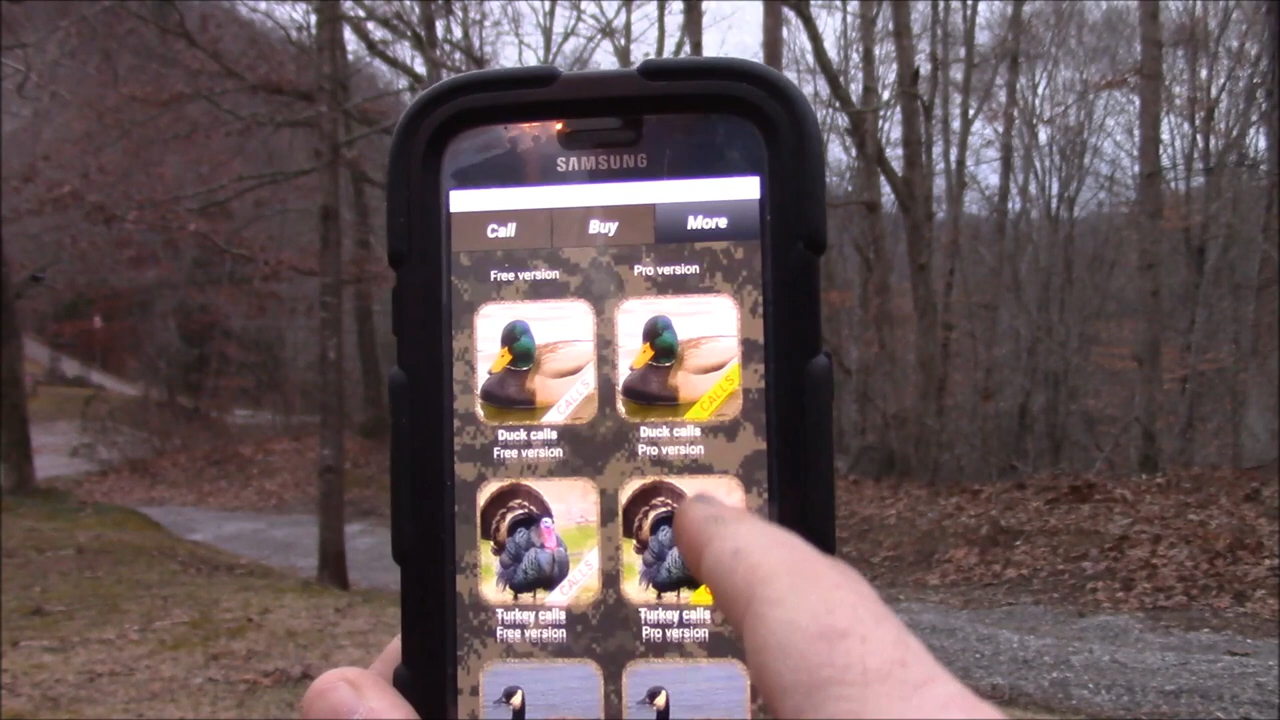 SAMSUNG
Call Buy More
Free version Pro version
CALLS CALLS
Duck calls Duck calls
Free version Pro version
CALLS
Turkey calls Turkey calls
Free version Pro version